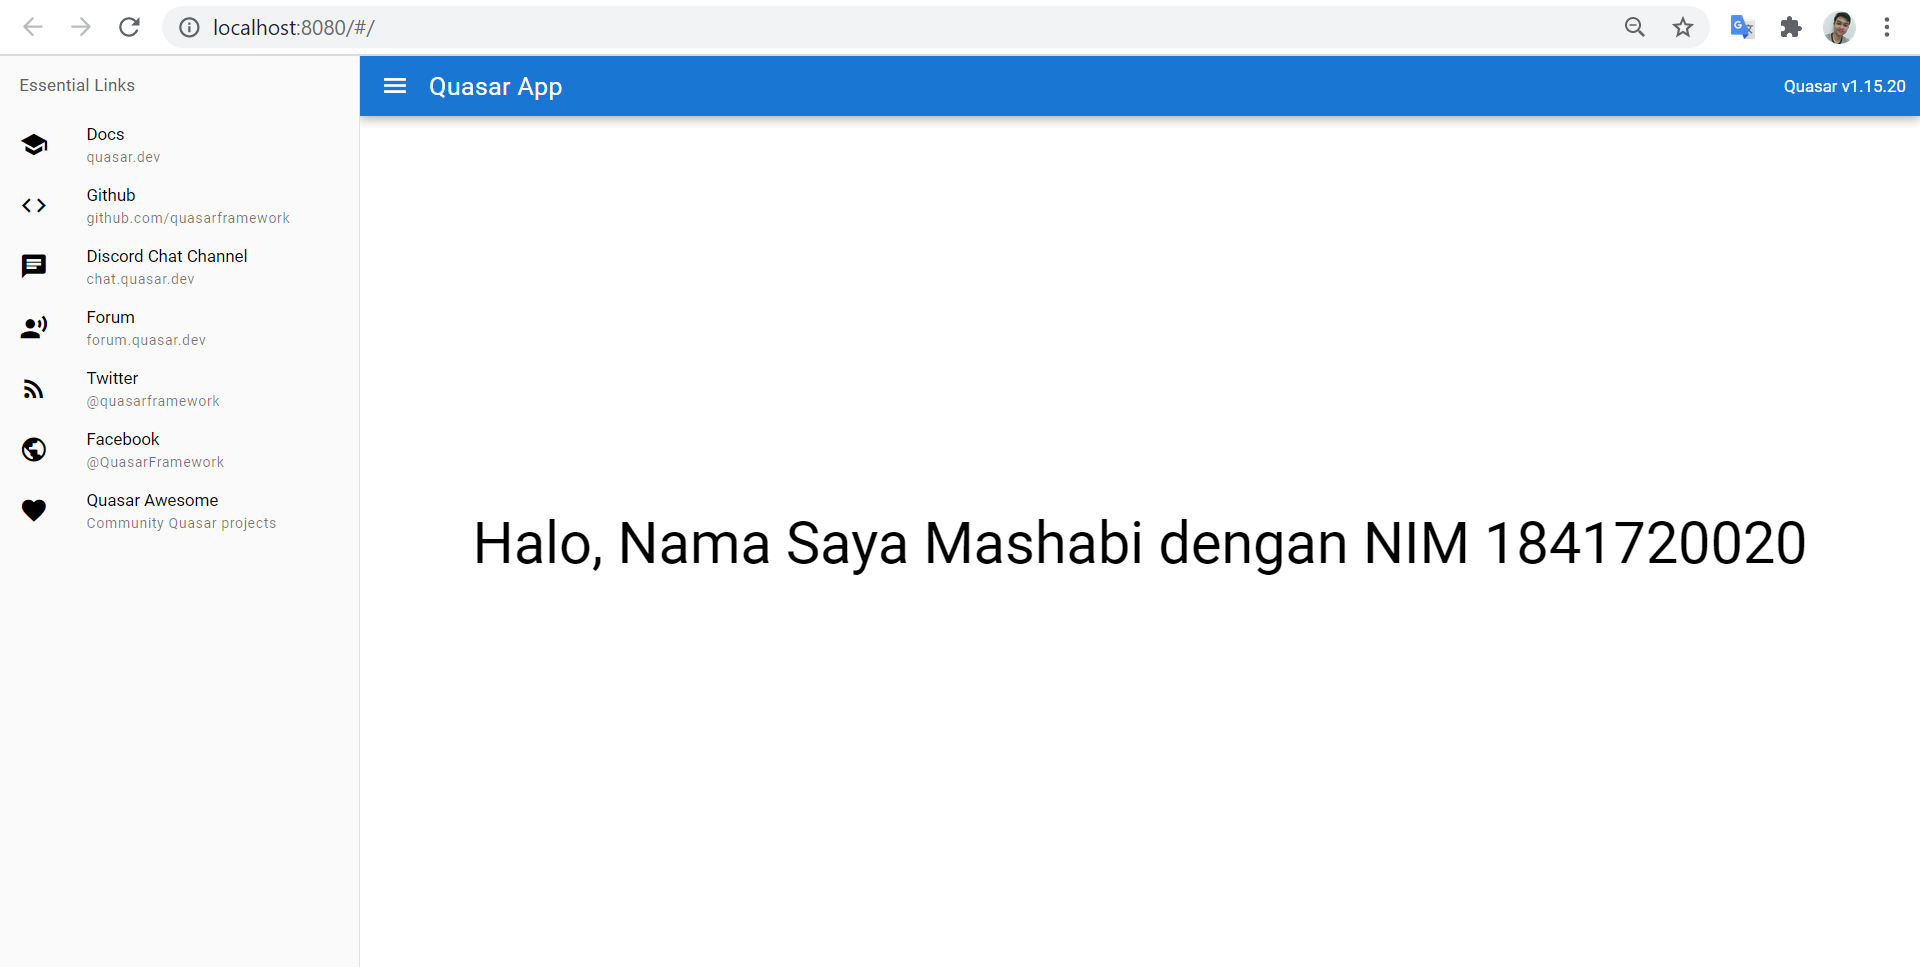 localhost:8080/#/
Essential Links
Quasar App
Quasar v1.15.20
Docs
quasar.dev
Github
github.com/quasarframework
Discord Chat Channel
chat.quasar.dev
Forum
forum.quasar.dev
Twitter
@quasarframework
Facebook
@QuasarFramework
Quasar Awesome
Community Quasar projects
Halo, Nama Saya Mashabi dengan NIM 1841720020